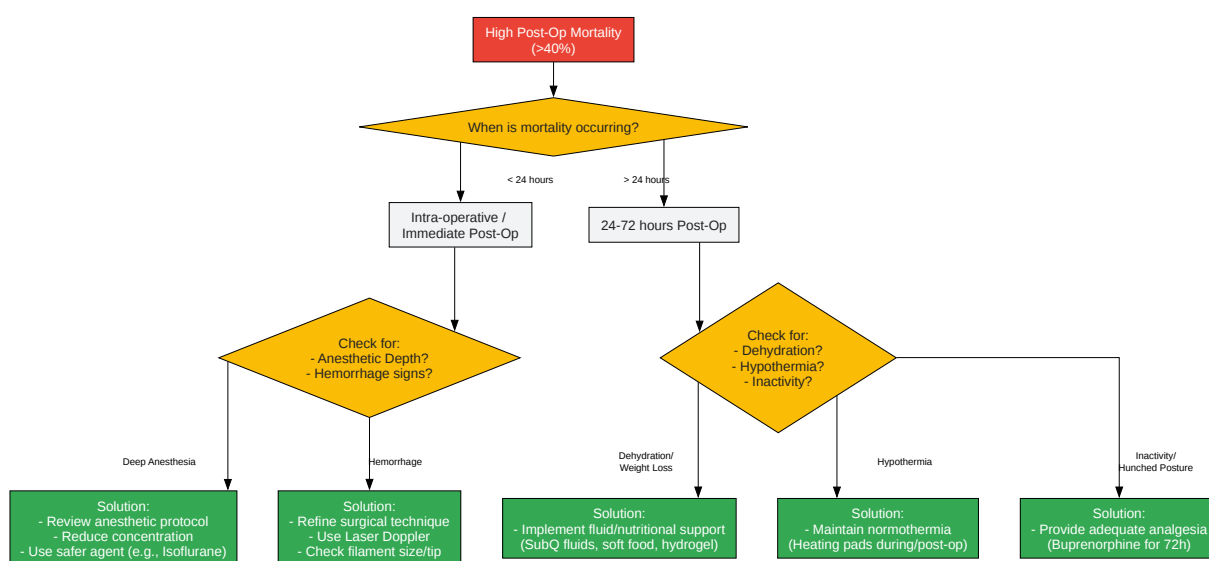 High Post-Op Mortality
(>40%)
When is mortality occurring?
< 24 hours
> 24 hours
Intra-operative /
Immediate Post-Op
24-72 hours Post-Op
Check for:
- Anesthetic Depth?
- Hemorrhage signs?
Check for:
- Dehydration?
- Hypothermia?
- Inactivity?
Deep Anesthesia
Hemorrhage
Dehydration/
Weight Loss
Hypothermia
Inactivity/
Hunched Posture
Solution:
- Review anesthetic protocol
- Reduce concentration
- Use safer agent (e.g., Isoflurane)
Solution:
- Refine surgical technique
- Use Laser Doppler
- Check filament size/tip
Solution:
- Implement fluid/nutritional support
(SubQ fluids, soft food, hydrogel)
Solution:
- Maintain normothermia
(Heating pads during/post-op)
Solution:
- Provide adequate analgesia
(Buprenorphine for 72h)